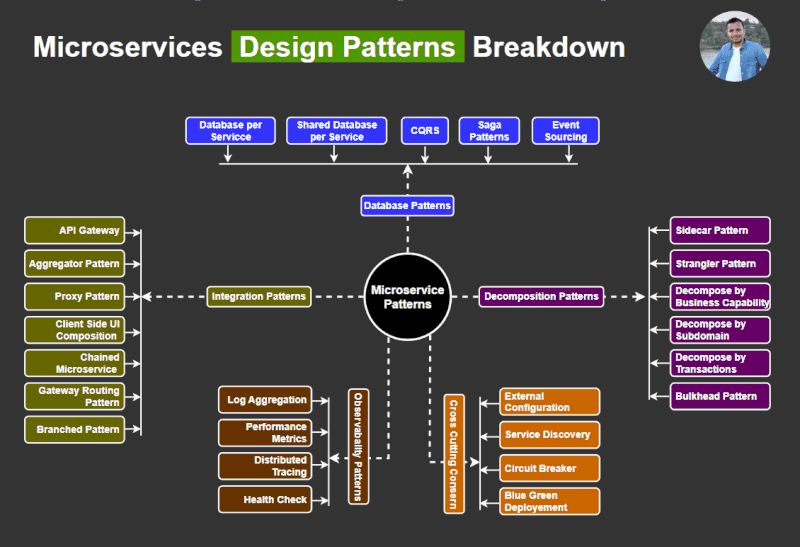 Microservices Design Patterns Breakdown
Database per
Servicce
Shared Database
per Service
CQRS
Saga
Patterns
Event
Sourcing
Database Patterns
API Gateway
Aggregator Pattern
Proxy Pattern
Client Side UI
Composition
Chained
Microservice
Gateway Routing
Pattern
Branched Pattern
Integration Patterns
Microservice
Patterns
Decomposition Patterns
Sidecar Pattern
Strangler Pattern
Decompose by
Business Capability
Decompose by
Subdomain
Decompose by
Transactions
Bulkhead Pattern
Log Aggregation
Performance
Metrics
Distributed
Tracing
Health Check
Observabality Patterns
Cross Cutting Consern
External
Configuration
Service Discovery
Circuit Breaker
Blue Green
Deployement